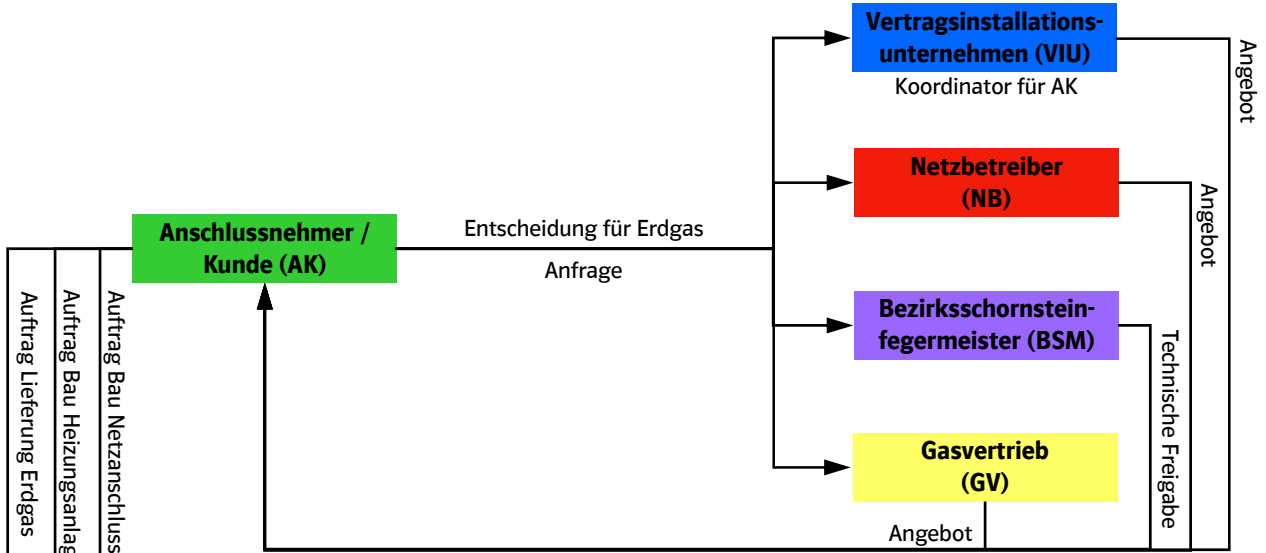 Vertragsinstallations-
unternehmen (VIU)
Koordinator für AK
Angebot
Netzbetreiber
(NB)
Angebot
Anschlussnehmer /
Kunde (AK)
Entscheidung für Erdgas
Anfrage
Bezirksschornstein-
fegermeister (BSM)
Technische Freigabe
Gasvertrieb
(GV)
Angebot
Auftrag Lieferung Erdgas
Auftrag Bau Heizungsanlag
Auftrag Bau Netzanschluss